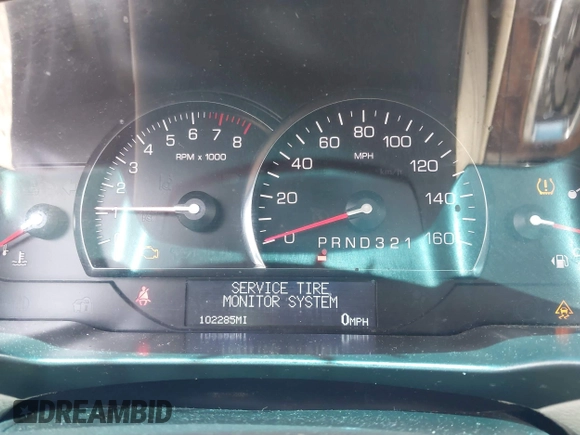 1 2 3 4 5 6 7 8
RPM x 1000
0 20 40 60 80 100 120 140 160
MPH
km/h
PRND321
SERVICE TIRE
MONITOR SYSTEM
102285MI 0MPH
DREAMBID